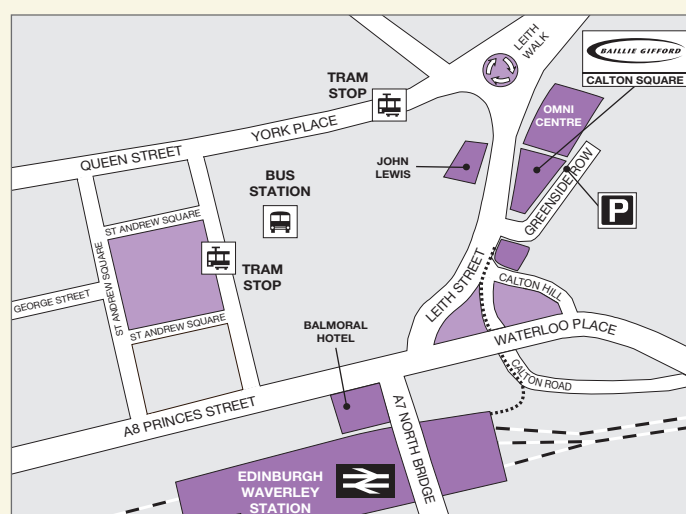 LEITH
WALK
BAILLIE GIFFORD
CALTON SQUARE
TRAM
STOP
OMNI
CENTRE
YORK PLACE
QUEEN STREET
JOHN
LEWIS
BUS
STATION
GREENSIDE ROW
P
ST ANDREW SQUARE
ST ANDREW SQUARE
TRAM
STOP
GEORGE STREET
LEITH STREET
CALTON HILL
ST ANDREW SQUARE
BALMORAL
HOTEL
WATERLOO PLACE
CALTON ROAD
A8 PRINCES STREET
A7 NORTH BRIDGE
EDINBURGH
WAVERLEY
STATION